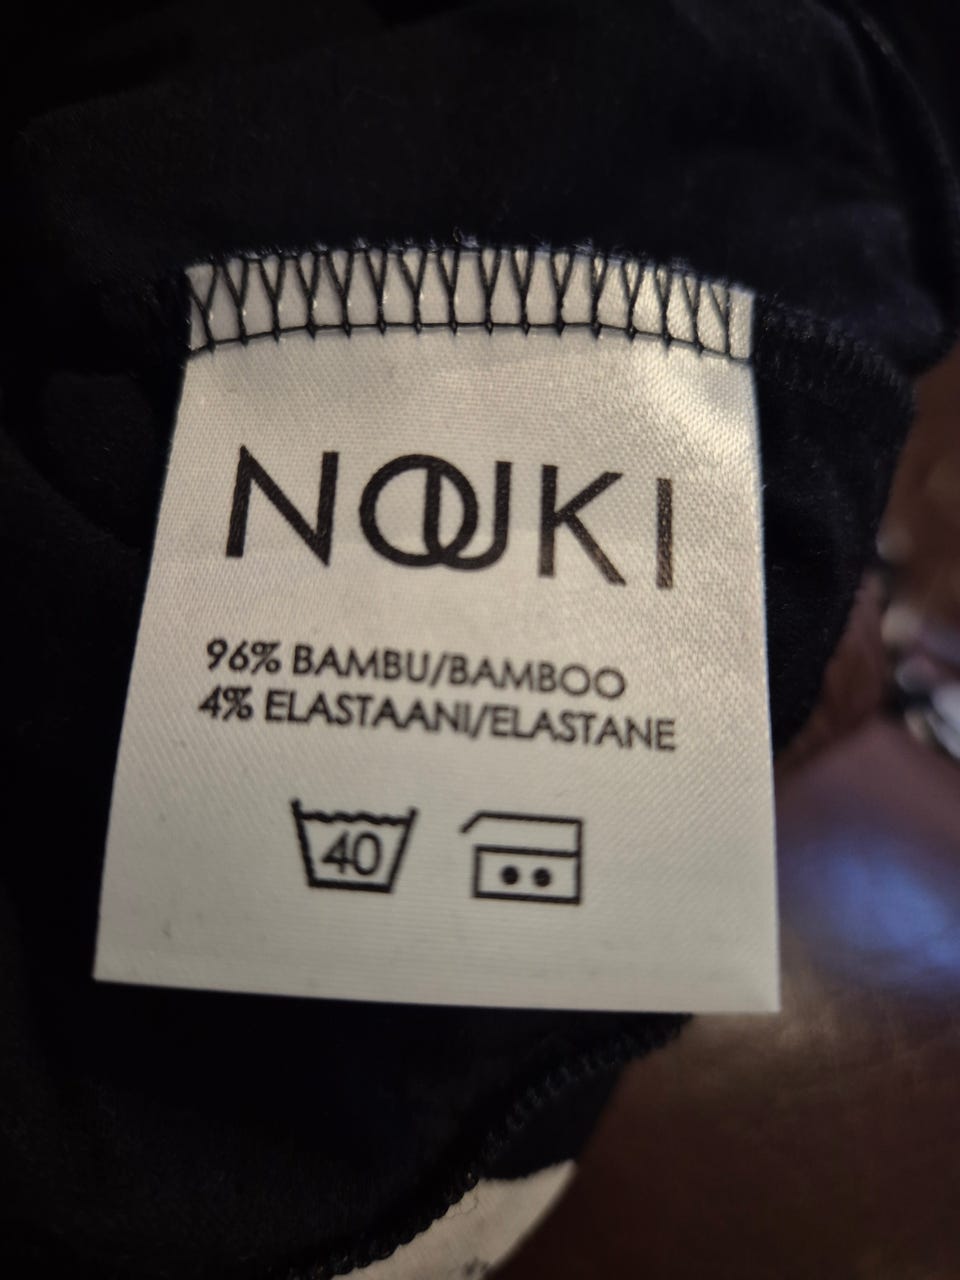 NOUKI
96% BAMBU/BAMBOO
4% ELASTAANI/ELASTANE
40